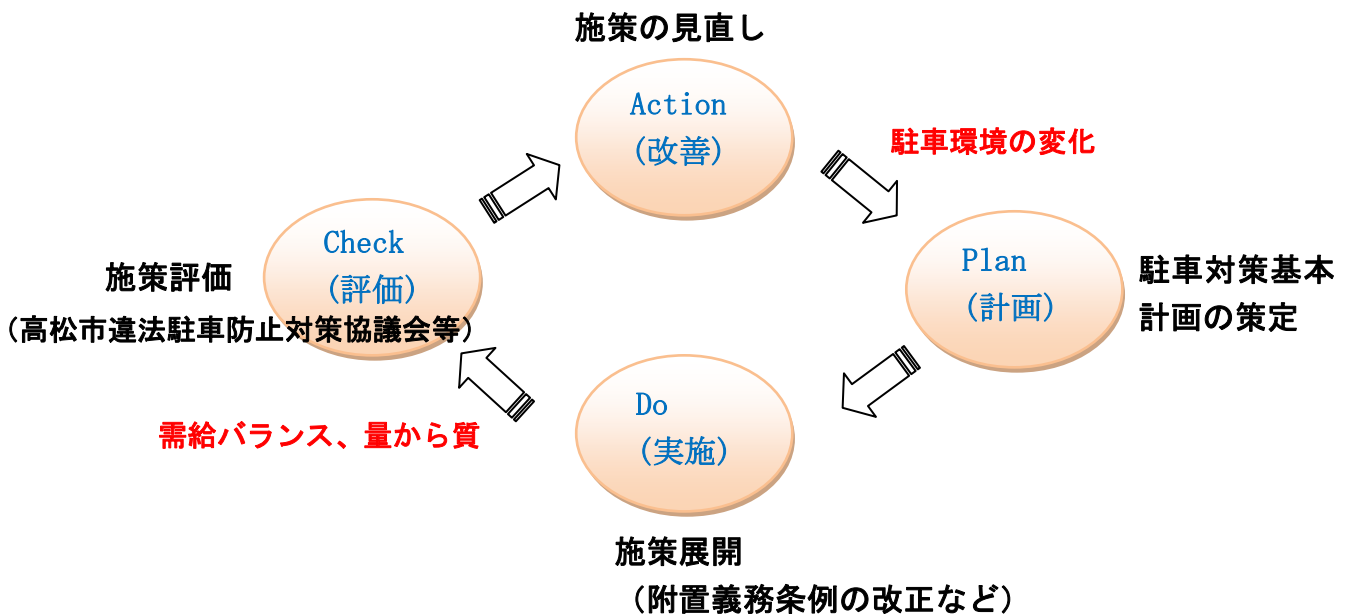 施策の見直し
Action
(改善)
駐車環境の変化
Check
(評価)
施策評価
(高松市違法駐車防止対策協議会等)
Plan
(計画)
駐車対策基本
計画の策定
Do
(実施)
需給バランス、量から質
施策展開
(附置義務条例の改正など)